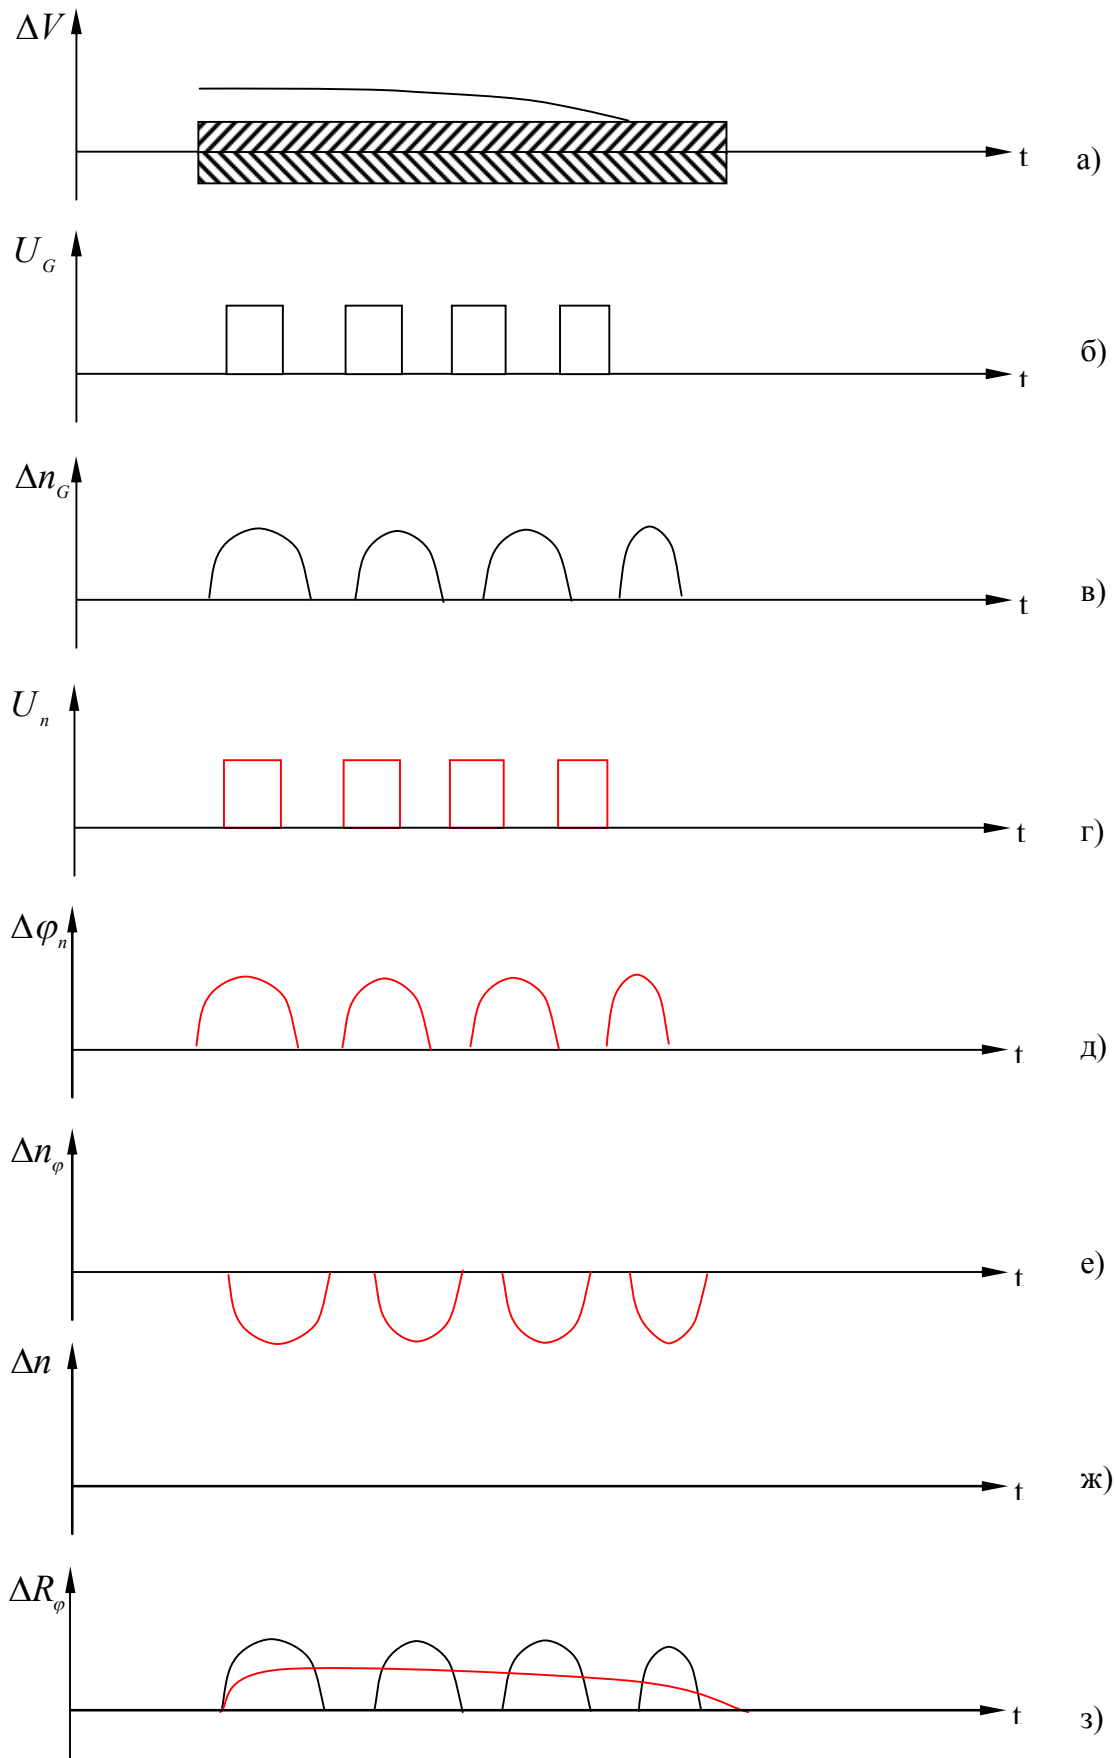 ΔV
t
а)
U_G
t
б)
Δn_G
t
в)
U_n
t
г)
Δφ_n
t
д)
Δn_φ
t
е)
Δn
t
ж)
ΔR_φ
t
з)